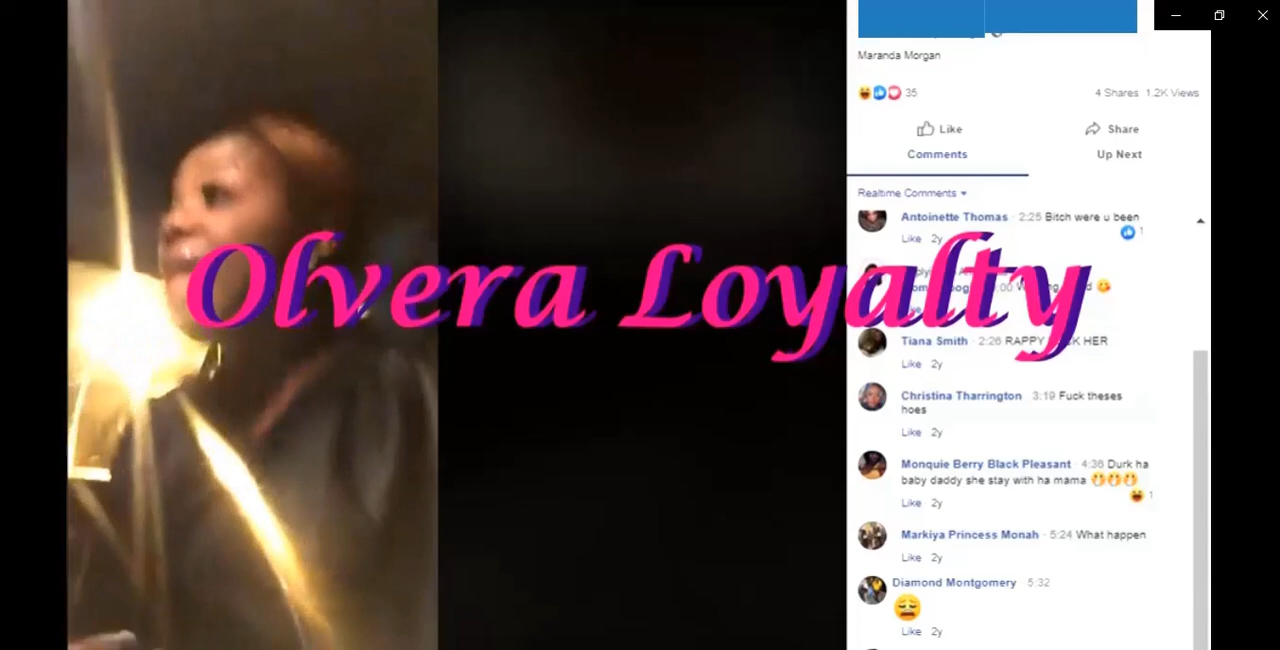 Maranda Morgan
35
4 Shares 1.2K Views
Like
Share
Comments
Up Next
Realtime Comments
Antoinette Thomas · 2:25 Bitch were u been
Like 2y
1
Olvera Loyalty
Tiana Smith · 2:26 RAPPY HER
Like 2y
Christina Tharrington · 3:19 Fuck theses
hoes
Like 2y
Monquie Berry Black Pleasant · 4:36 Durk ha
baby daddy she stay with ha mama
1
Like 2y
Markiya Princess Monah · 5:24 What happen
Like 2y
Diamond Montgomery · 5:32
Like 2y